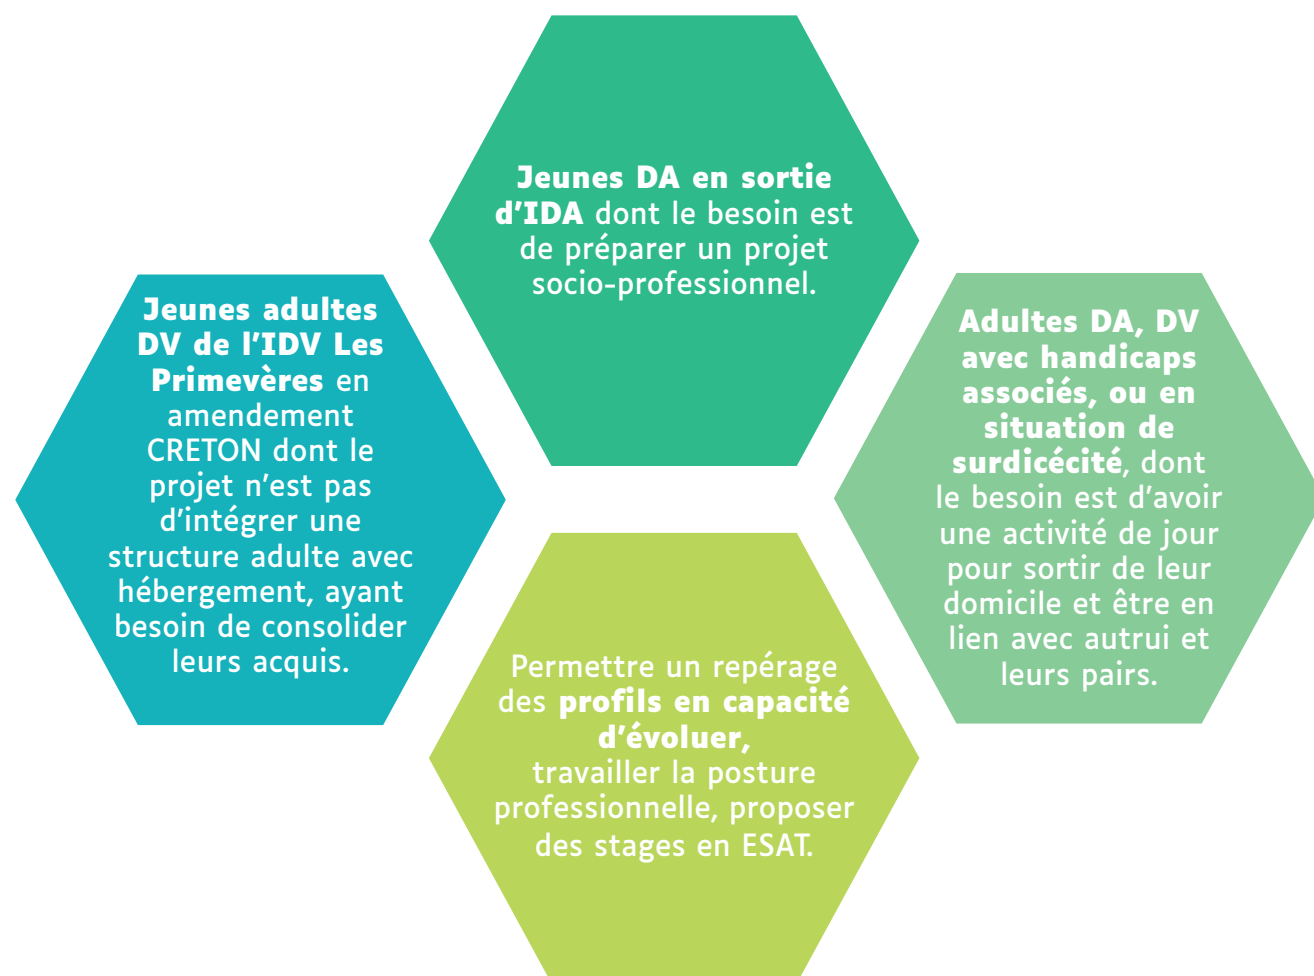 Jeunes DA en sortie
d'IDA dont le besoin est
de préparer un projet
socio-professionnel.
Jeunes adultes
DV de l'IDV Les
Primevères en
amendement
CRETON dont le
projet n'est pas
d'intégrer une
structure adulte avec
hébergement, ayant
besoin de consolider
leurs acquis.
Adultes DA, DV
avec handicaps
associés, ou en
situation de
surdicécité, dont
le besoin est d'avoir
une activité de jour
pour sortir de leur
domicile et être en
lien avec autrui et
leurs pairs.
Permettre un repérage
des profils en capacité
d'évoluer,
travailler la posture
professionnelle, proposer
des stages en ESAT.